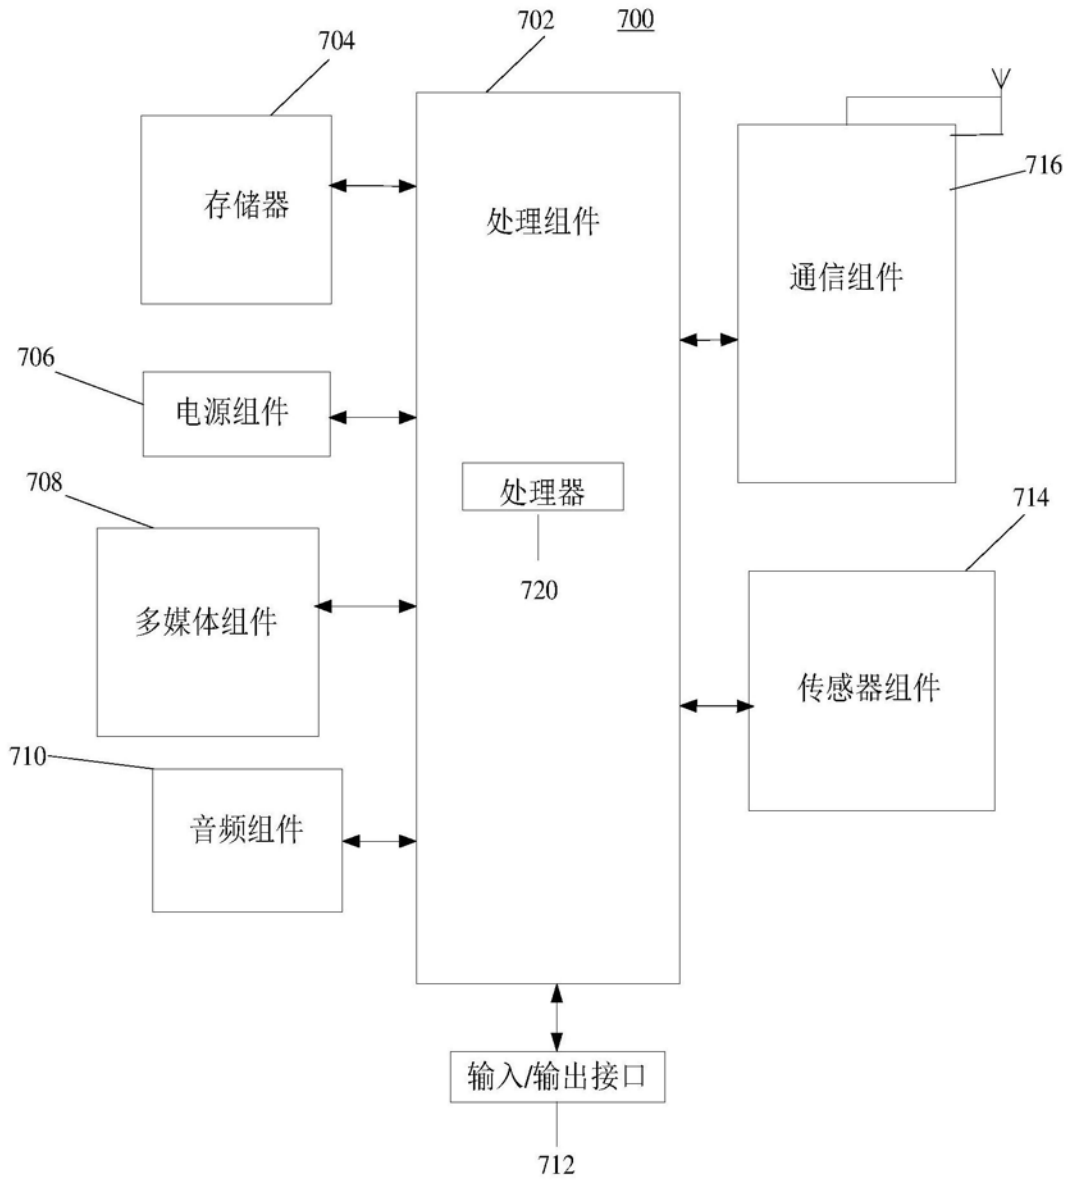 702
700
704
716
存储器
处理组件
通信组件
706
电源组件
708
处理器
714
720
多媒体组件
传感器组件
710
音频组件
输入/输出接口
712